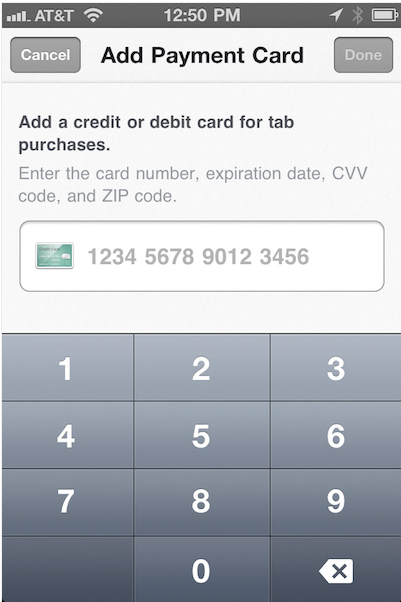 AT&T 12:50 PM
Cancel Add Payment Card Done
Add a credit or debit card for tab
purchases.
Enter the card number, expiration date, CVV
code, and ZIP code.
1234 5678 9012 3456
1 2 3
4 5 6
7 8 9
0